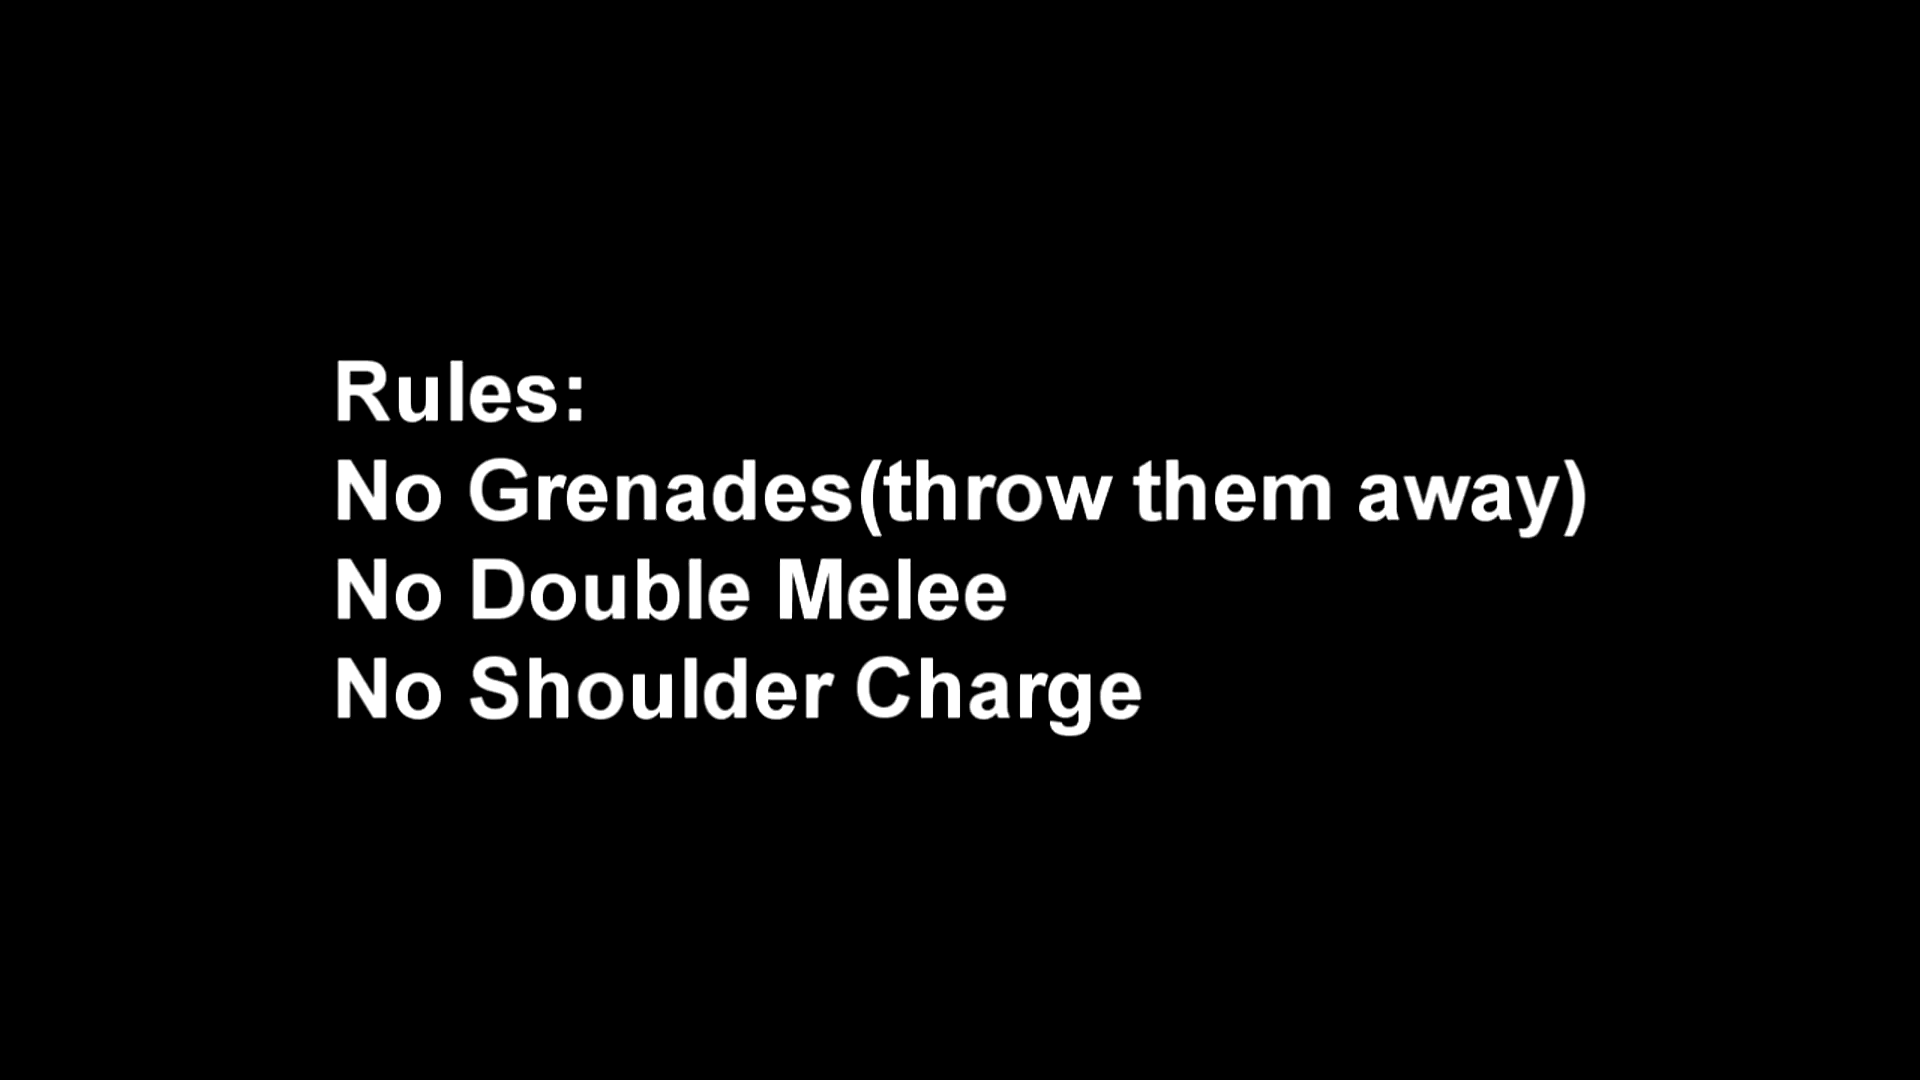 Rules:
No Grenades(throw them away)
No Double Melee
No Shoulder Charge